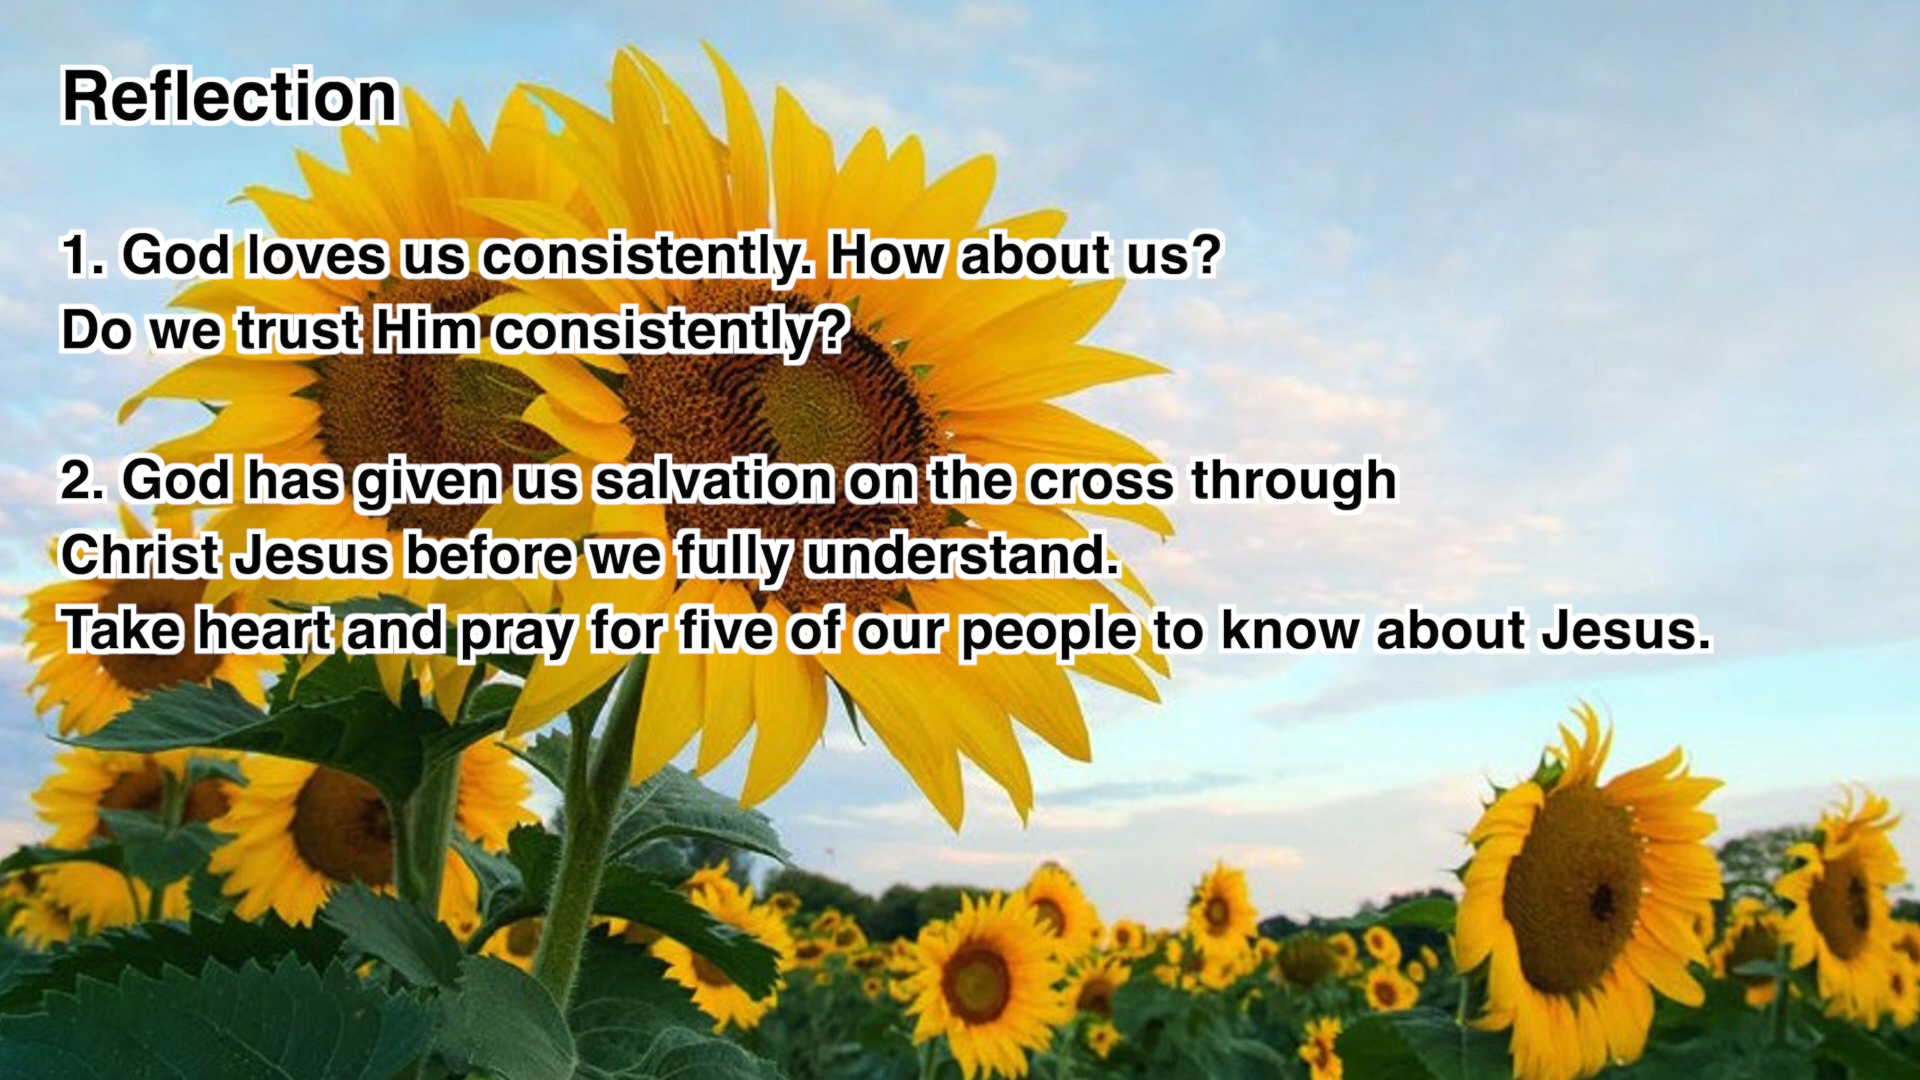 Reflection
1. God loves us consistently. How about us?
Do we trust Him consistently?
2. God has given us salvation on the cross through
Christ Jesus before we fully understand.
Take heart and pray for five of our people to know about Jesus.